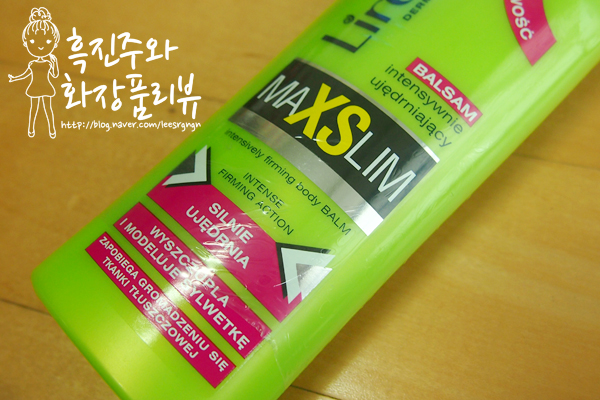 흑진주와
화장품리뷰
http://blog.naver.com/leesrgngn
BALSAM
intensywnie
ujędrniający
MAXSLIM
intensively firming body BALM
INTENSE
FIRMING ACTION
SILNIE
UJĘDRNIA
WYSZCZUPLA
I MODELUJE SYLWETKĘ
ZAPOBIEGA GROMADZENIU SIĘ
TKANKI TŁUSZCZOWEJ